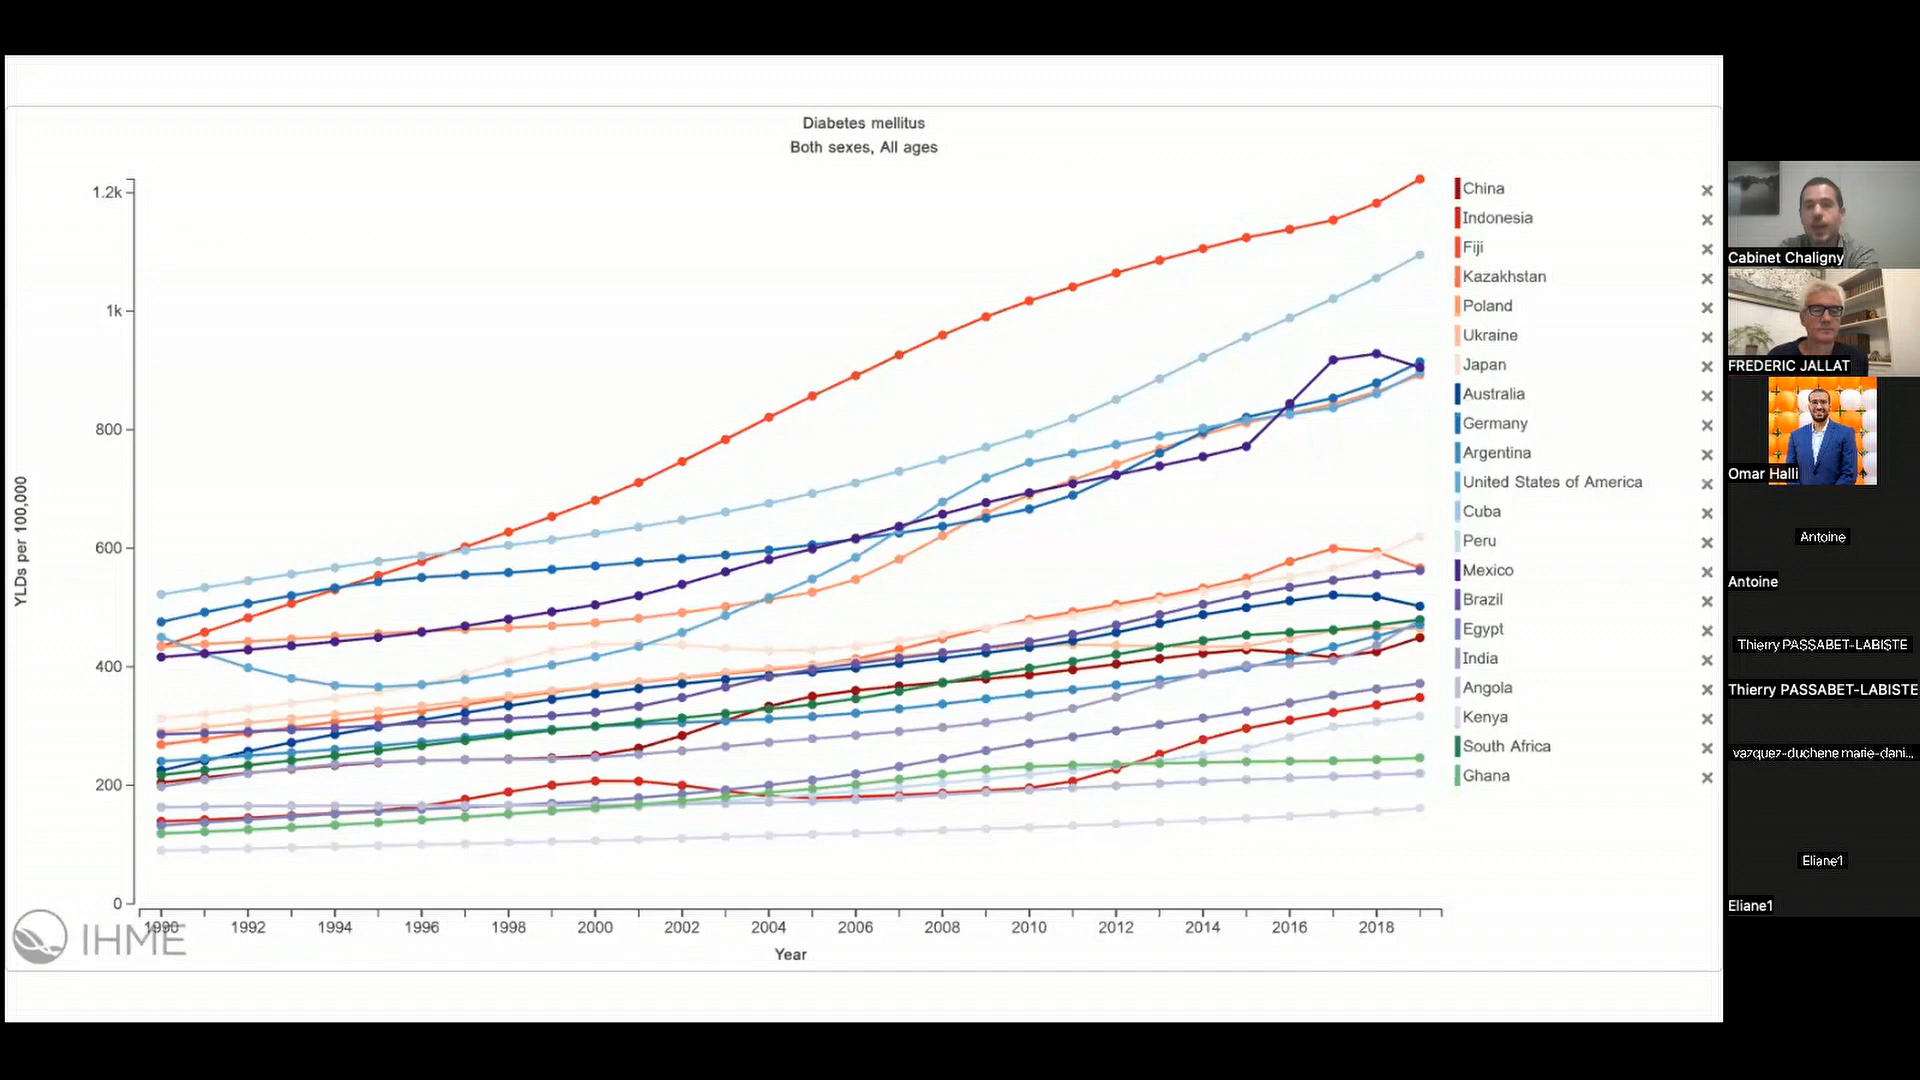 Diabetes mellitus
Both sexes, All ages
1.2k
1k
800
600
400
200
0
YLDs per 100,000
1990
1992
1994
1996
1998
2000
2002
2004
2006
2008
2010
2012
2014
2016
2018
Year
IHME
China
Indonesia
Fiji
Kazakhstan
Poland
Ukraine
Japan
Australia
Germany
Argentina
United States of America
Cuba
Peru
Mexico
Brazil
Egypt
India
Angola
Kenya
South Africa
Ghana
Cabinet Chaligny
FREDERIC JALLAT
Omar Halli
Antoine
Antoine
Thierry PASSABET-LABISTE
Thierry PASSABET-LABISTE
vazquez-duchene marie-dani...
Eliane1
Eliane1